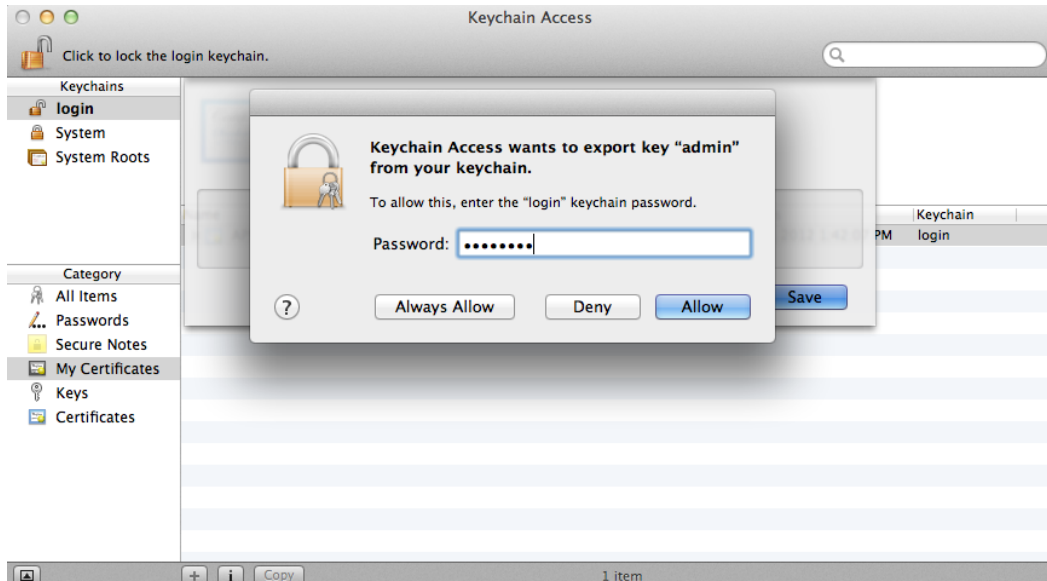 Keychain Access
Click to lock the login keychain.
Keychains
login
System
System Roots
Keychain Access wants to export key “admin”
from your keychain.
To allow this, enter the “login” keychain password.
Password: ••••••••
? Always Allow Deny Allow
Save
Keychain
PM login
Category
All Items
Passwords
Secure Notes
My Certificates
Keys
Certificates
+ i Copy 1 item